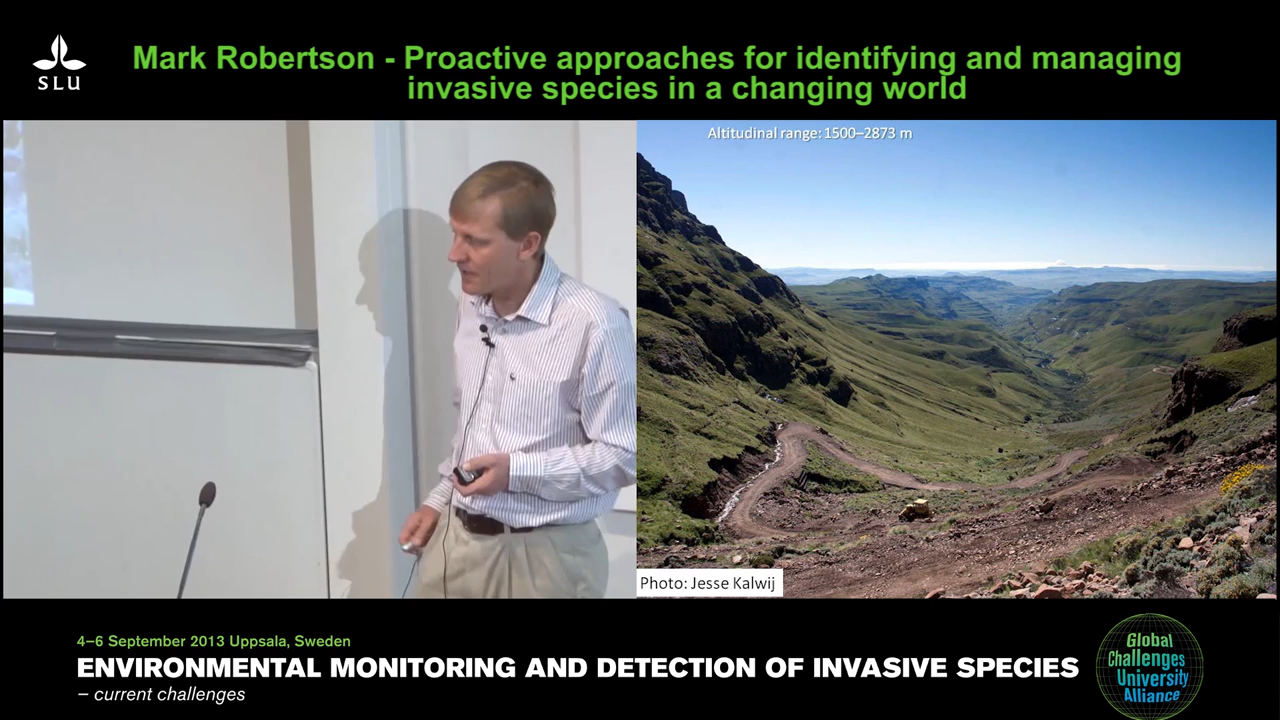 SLU
Mark Robertson - Proactive approaches for identifying and managing
invasive species in a changing world
Altitudinal range: 1500–2873 m
Photo: Jesse Kalwij
4–6 September 2013 Uppsala, Sweden
ENVIRONMENTAL MONITORING AND DETECTION OF INVASIVE SPECIES
– current challenges
Global
Challenges
University
Alliance